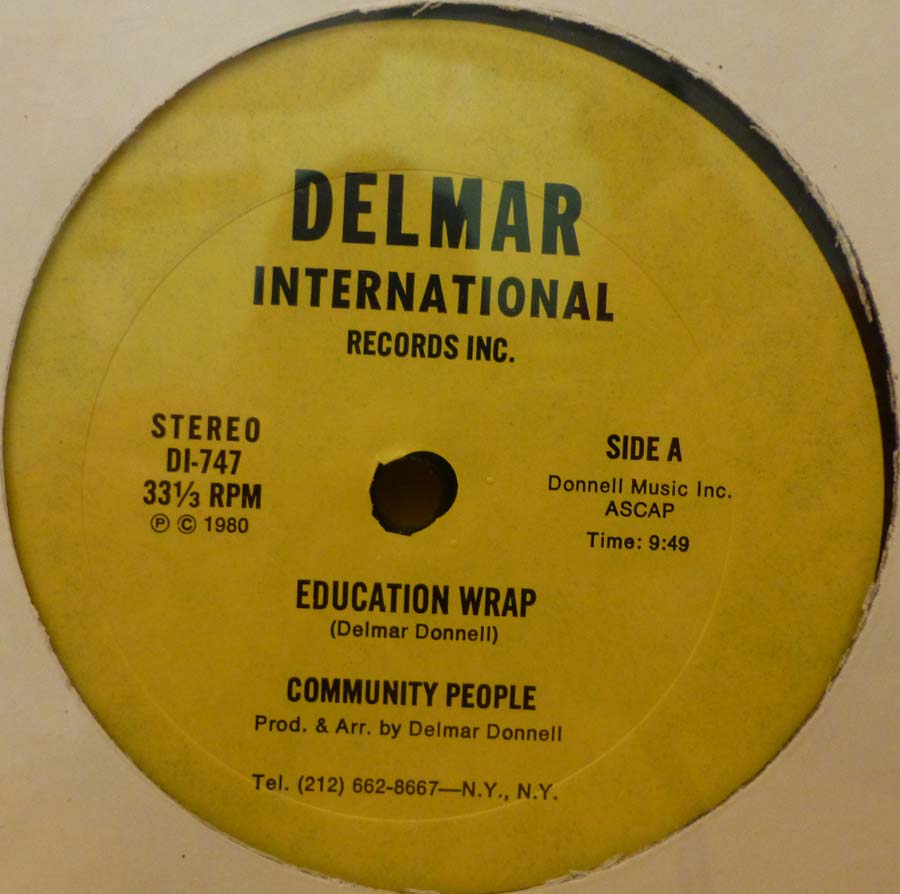 DELMAR
INTERNATIONAL
RECORDS INC.
STEREO
DI-747
33⅓ RPM
℗ © 1980
SIDE A
Donnell Music Inc.
ASCAP
Time: 9:49
EDUCATION WRAP
(Delmar Donnell)
COMMUNITY PEOPLE
Prod. & Arr. by Delmar Donnell
Tel. (212) 662-8667—N.Y., N.Y.